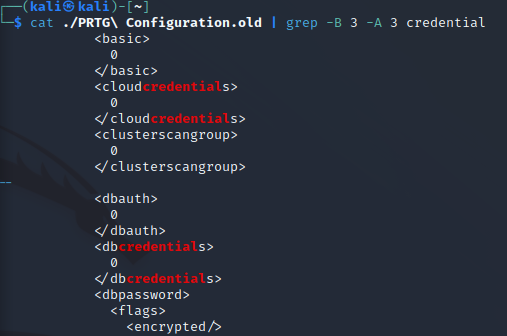 ┌──(kali㉿kali)-[~]
└─$ cat ./PRTG\ Configuration.old | grep -B 3 -A 3 credential
<basic>
0
</basic>
<cloudcredentials>
0
</cloudcredentials>
<clusterscangroup>
0
</clusterscangroup>
--
<dbauth>
0
</dbauth>
<dbcredentials>
0
</dbcredentials>
<dbpassword>
<flags>
<encrypted/>